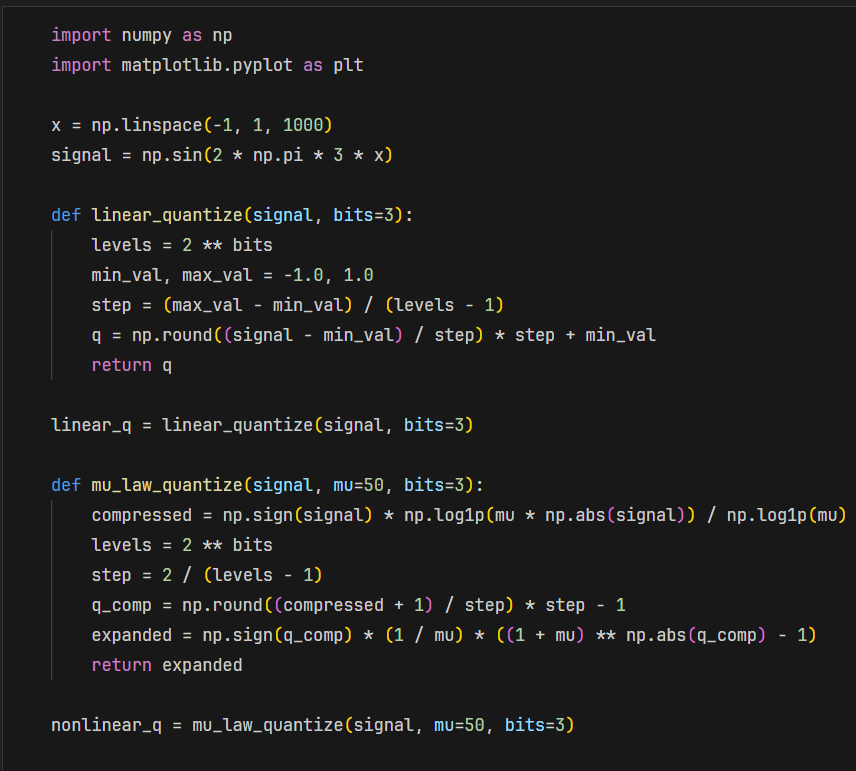 import numpy as np
import matplotlib.pyplot as plt

x = np.linspace(-1, 1, 1000)
signal = np.sin(2 * np.pi * 3 * x)

def linear_quantize(signal, bits=3):
    levels = 2 ** bits
    min_val, max_val = -1.0, 1.0
    step = (max_val - min_val) / (levels - 1)
    q = np.round((signal - min_val) / step) * step + min_val
    return q

linear_q = linear_quantize(signal, bits=3)

def mu_law_quantize(signal, mu=50, bits=3):
    compressed = np.sign(signal) * np.log1p(mu * np.abs(signal)) / np.log1p(mu)
    levels = 2 ** bits
    step = 2 / (levels - 1)
    q_comp = np.round((compressed + 1) / step) * step - 1
    expanded = np.sign(q_comp) * (1 / mu) * ((1 + mu) ** np.abs(q_comp) - 1)
    return expanded

nonlinear_q = mu_law_quantize(signal, mu=50, bits=3)